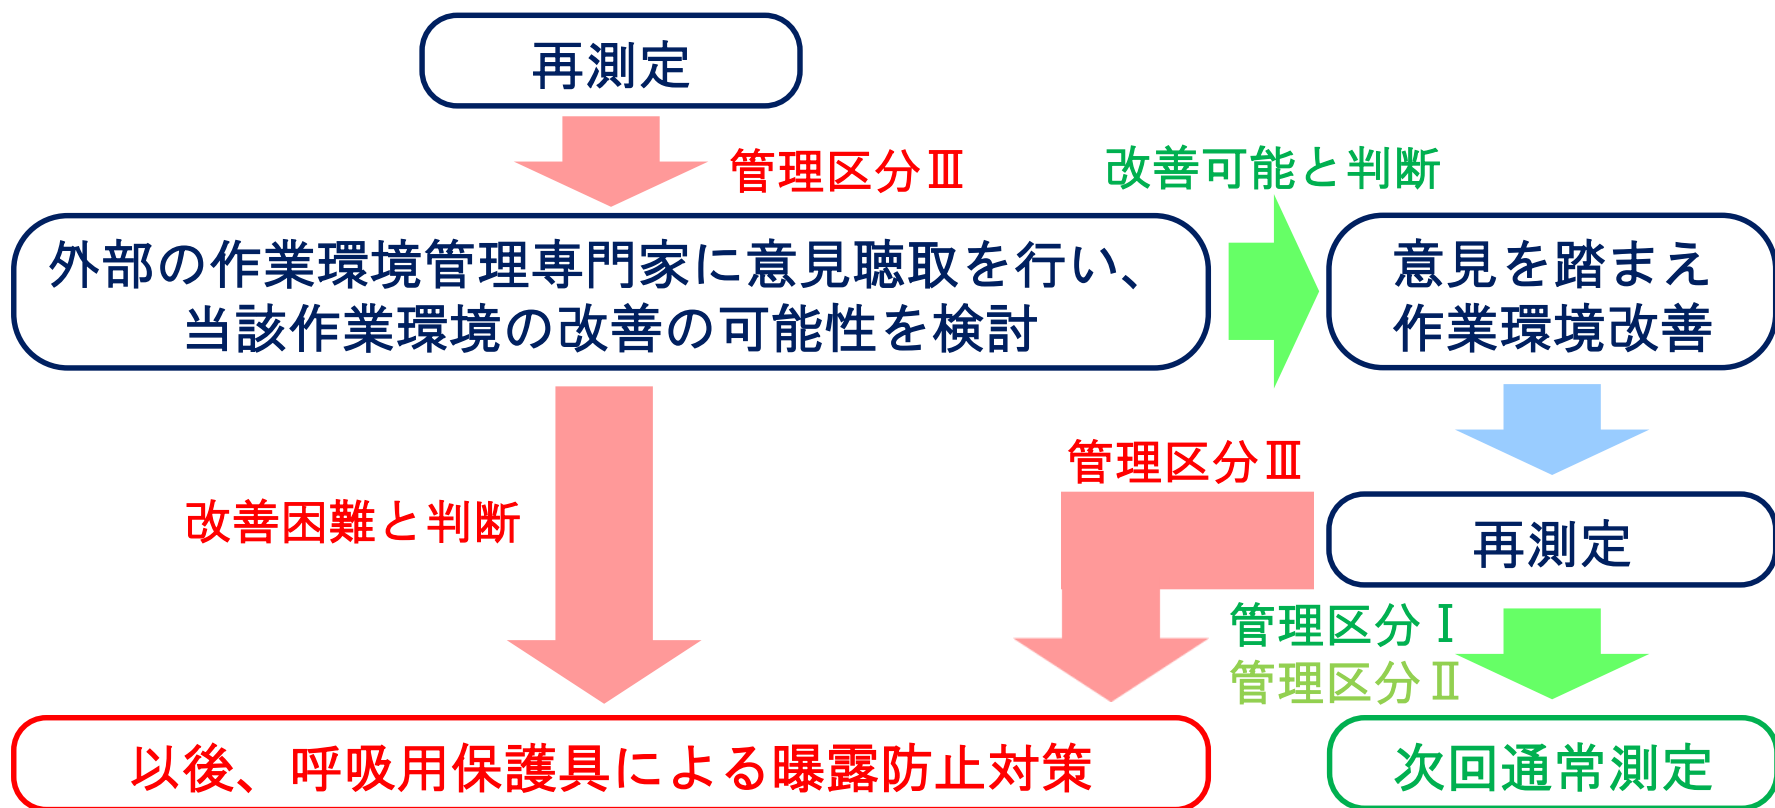 再測定
管理区分Ⅲ
改善可能と判断
外部の作業環境管理専門家に意見聴取を行い、
当該作業環境の改善の可能性を検討
意見を踏まえ
作業環境改善
管理区分Ⅲ
改善困難と判断
再測定
管理区分Ⅰ
管理区分Ⅱ
以後、呼吸用保護具による曝露防止対策
次回通常測定